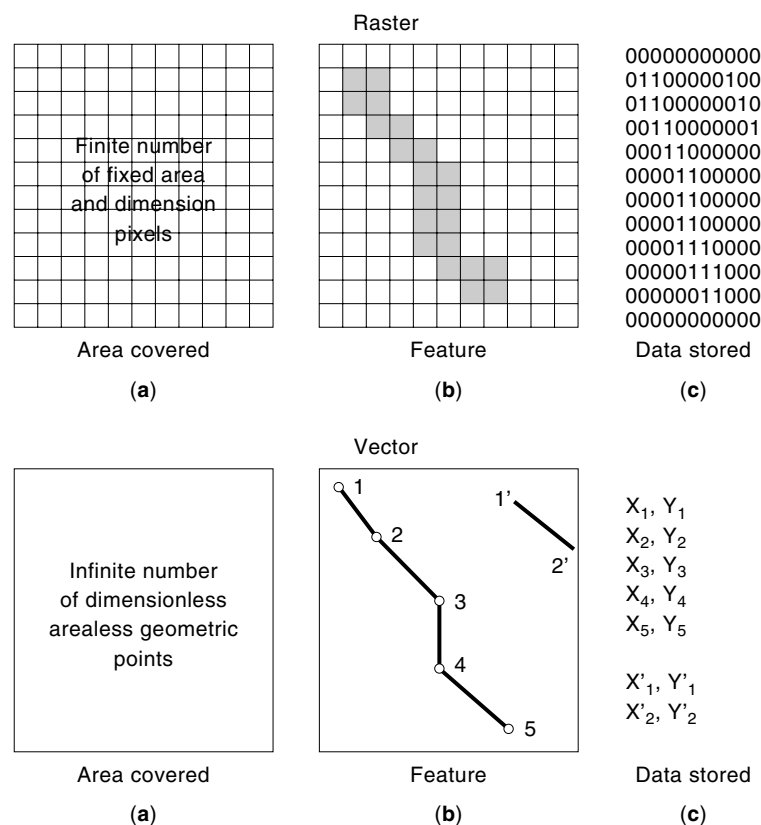 Raster
Finite number
of fixed area
and dimension
pixels
00000000000
01100000100
01100000010
00110000001
00011000000
00001100000
00001100000
00001100000
00001110000
00000111000
00000011000
00000000000
Area covered
Feature
Data stored
(a)
(b)
(c)
Vector
Infinite number
of dimensionless
arealess geometric
points
1
2
3
4
5
1'
2'
X1, Y1
X2, Y2
X3, Y3
X4, Y4
X5, Y5
X'1, Y'1
X'2, Y'2
Area covered
Feature
Data stored
(a)
(b)
(c)